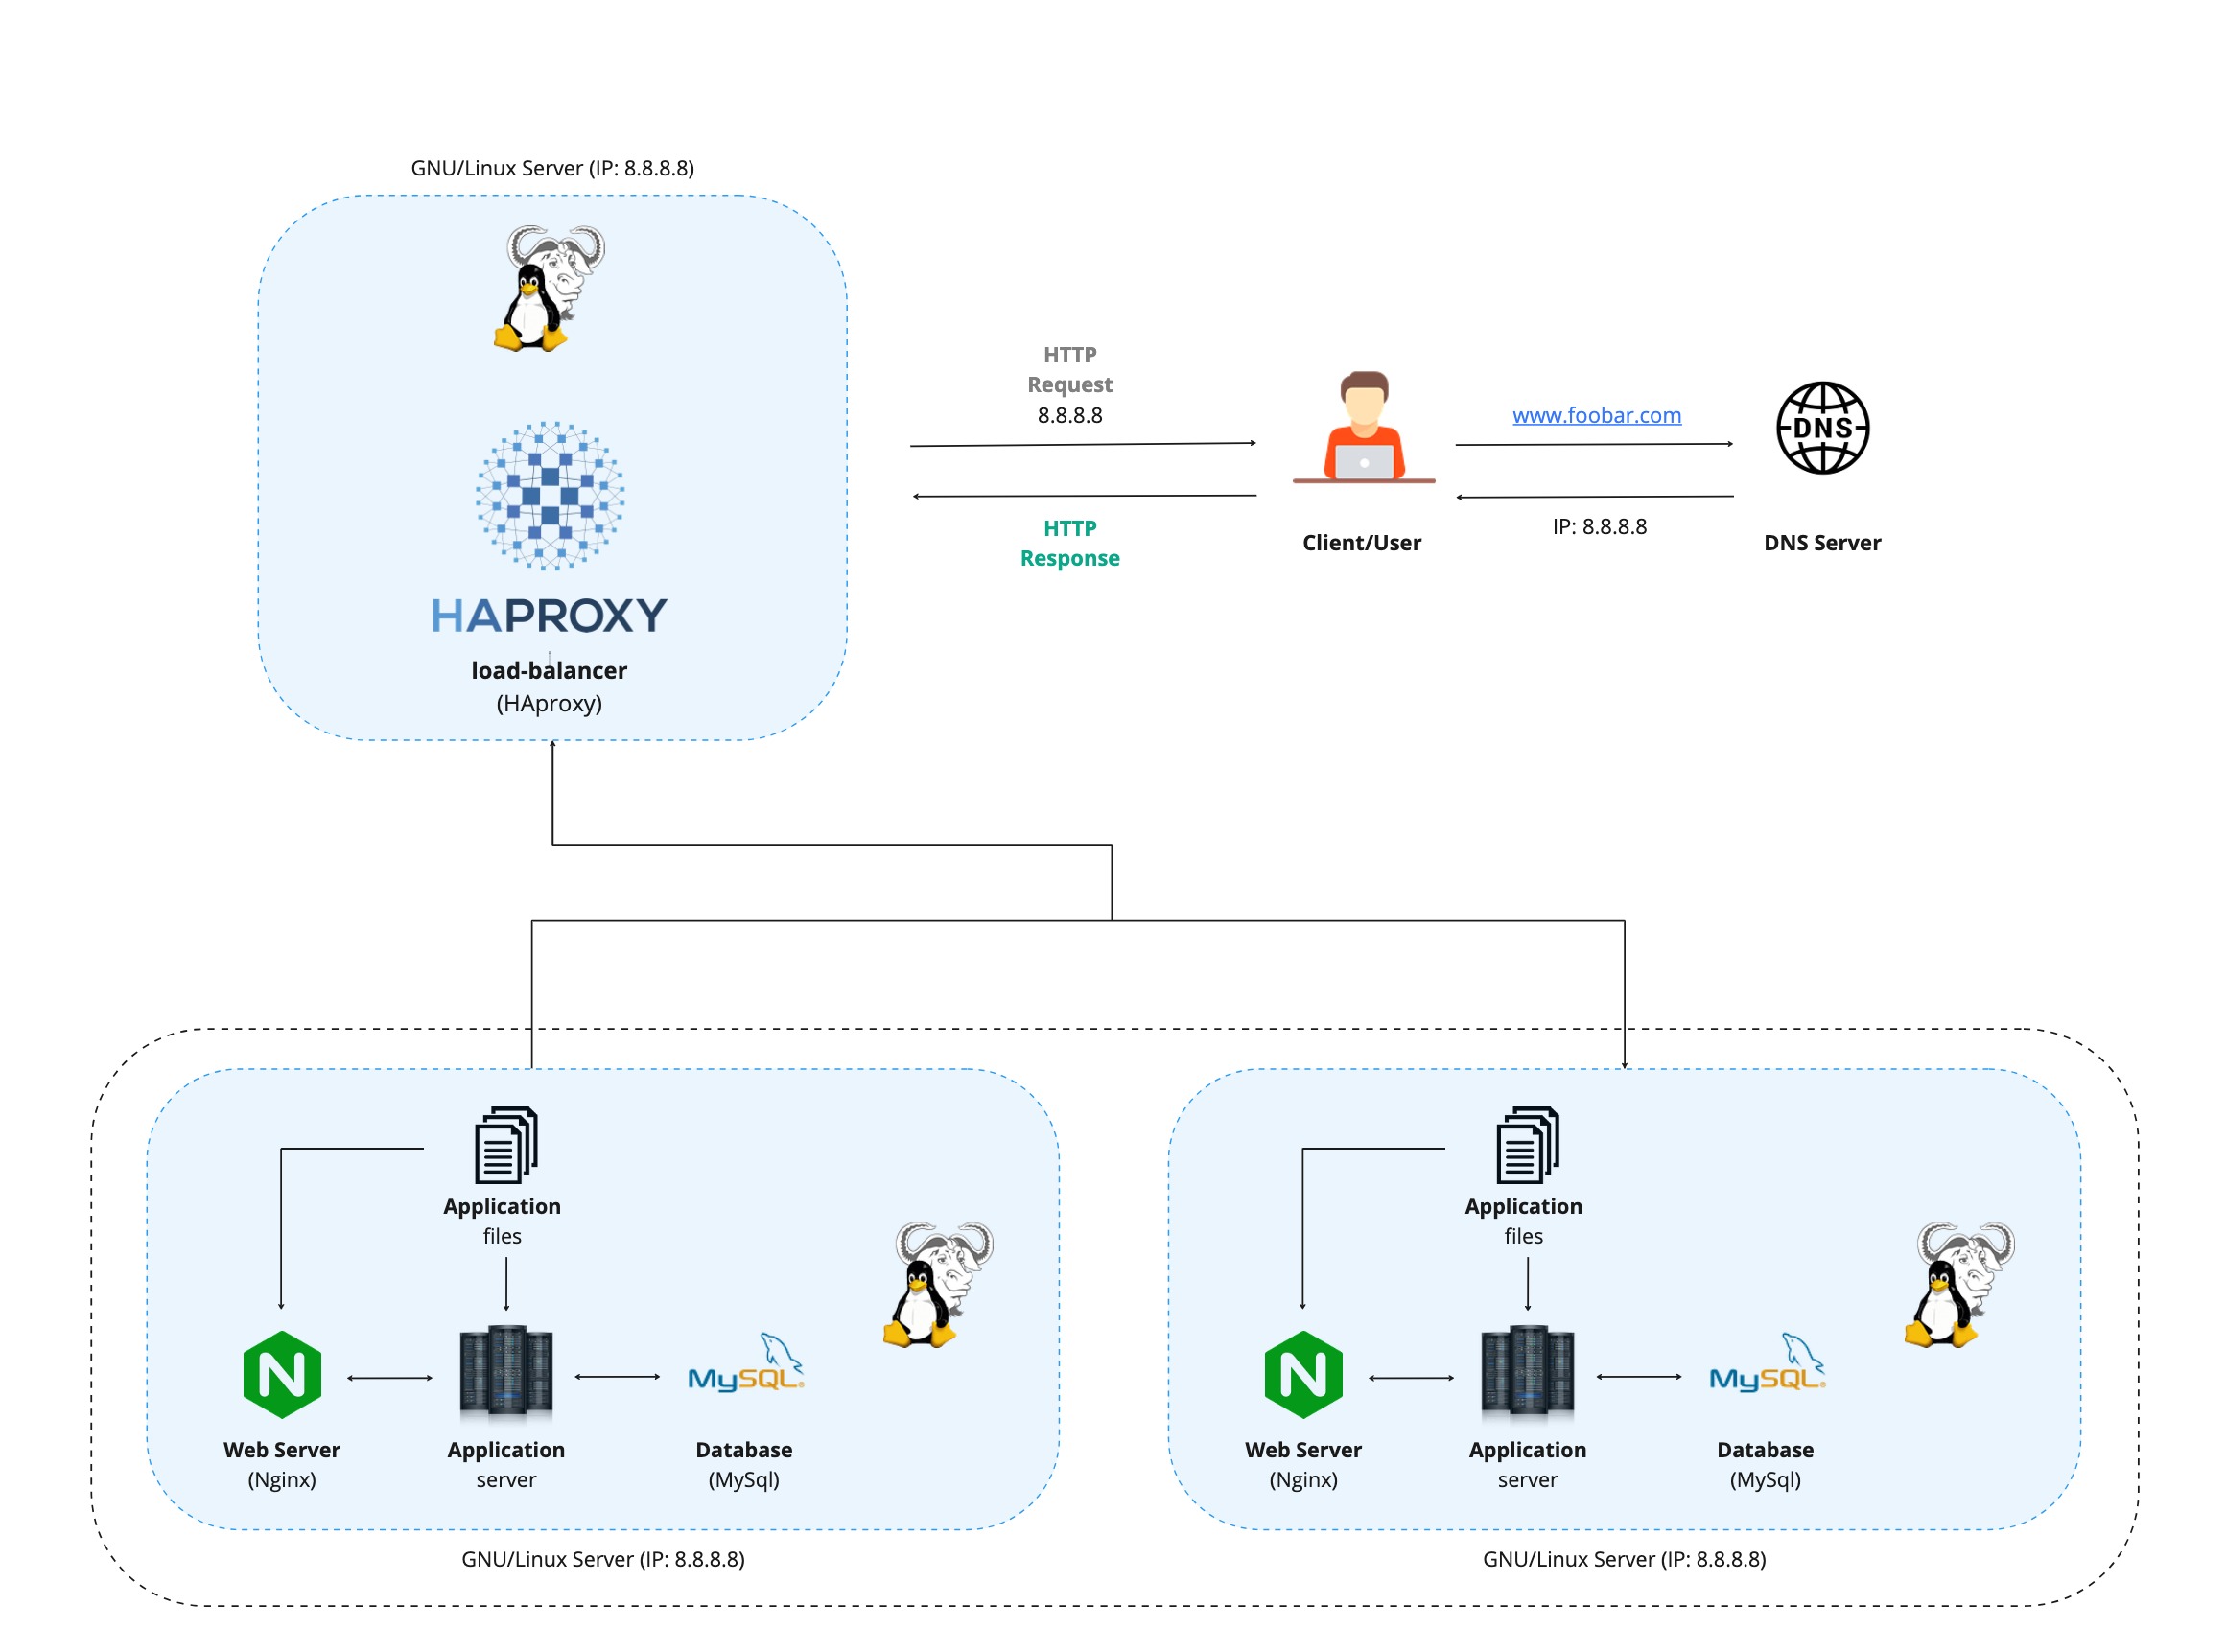 GNU/Linux Server (IP: 8.8.8.8)
HAPROXY
load-balancer
(HAproxy)
HTTP
Request
8.8.8.8
HTTP
Response
Client/User
www.foobar.com
IP: 8.8.8.8
DNS
DNS Server
Application
files
N
Web Server
(Nginx)
Application
server
MySQL®
Database
(MySql)
GNU/Linux Server (IP: 8.8.8.8)
Application
files
N
Web Server
(Nginx)
Application
server
MySQL®
Database
(MySql)
GNU/Linux Server (IP: 8.8.8.8)